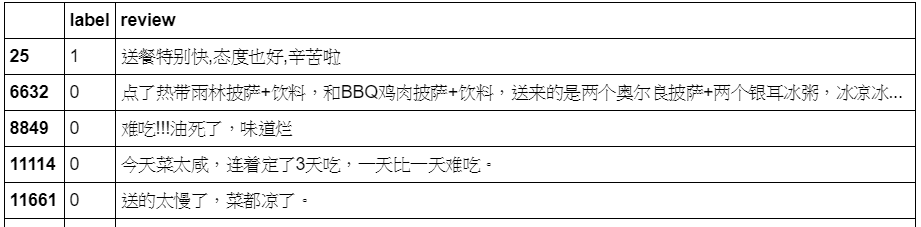 label review
25 1 送餐特别快,态度也好,辛苦啦
6632 0 点了热带雨林披萨+饮料，和BBQ鸡肉披萨+饮料，送来的是两个奥尔良披萨+两个银耳冰粥，冰凉冰...
8849 0 难吃!!!油死了，味道烂
11114 0 今天菜太咸，连着定了3天吃，一天比一天难吃。
11661 0 送的太慢了，菜都凉了。